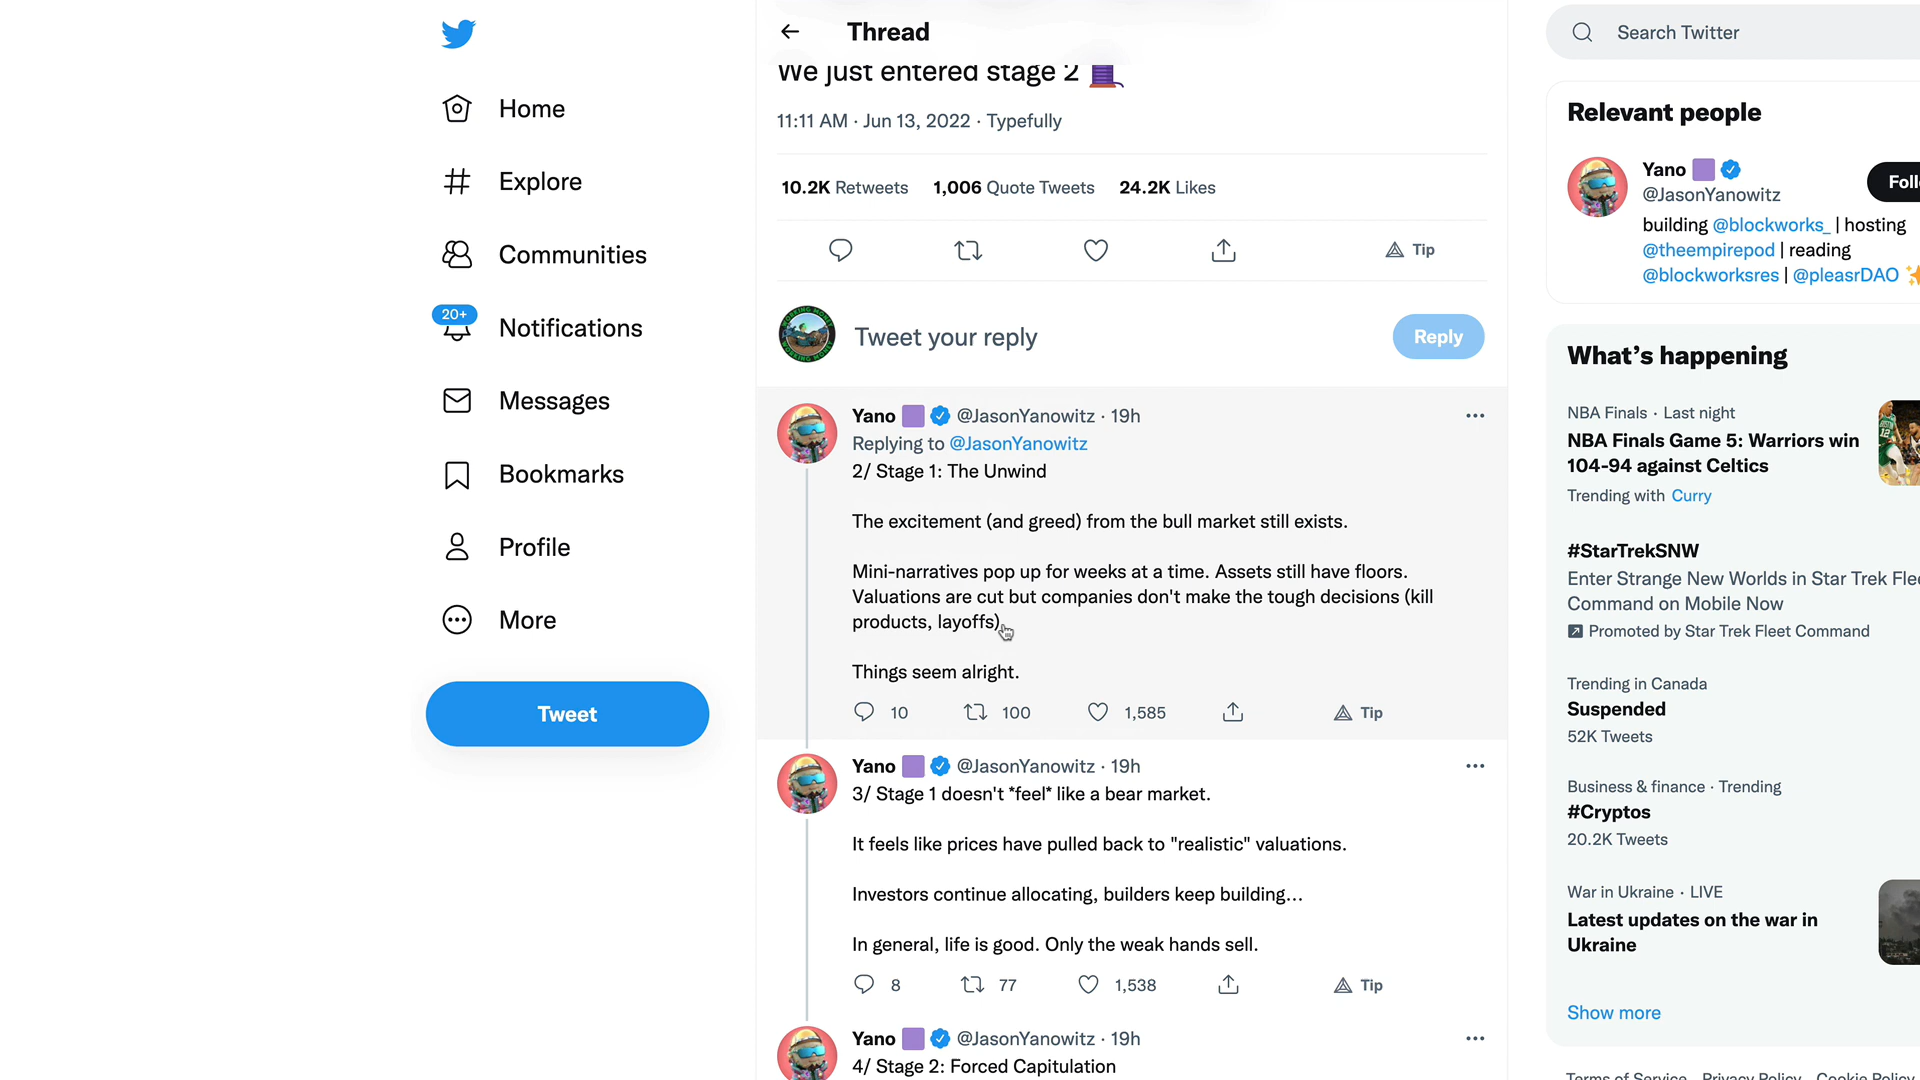 Home
Explore
Communities
20+
Notifications
Messages
Bookmarks
Profile
More
Tweet
Thread
We just entered stage 2
11:11 AM · Jun 13, 2022 · Typefully
10.2K Retweets 1,006 Quote Tweets 24.2K Likes
Tip
Tweet your reply
Reply
Yano @JasonYanowitz · 19h
Replying to @JasonYanowitz
2/ Stage 1: The Unwind
The excitement (and greed) from the bull market still exists.
Mini-narratives pop up for weeks at a time. Assets still have floors.
Valuations are cut but companies don't make the tough decisions (kill
products, layoffs)
Things seem alright.
10 100 1,585 Tip
Yano @JasonYanowitz · 19h
3/ Stage 1 doesn't *feel* like a bear market.
It feels like prices have pulled back to "realistic" valuations.
Investors continue allocating, builders keep building…
In general, life is good. Only the weak hands sell.
8 77 1,538 Tip
Yano @JasonYanowitz · 19h
4/ Stage 2: Forced Capitulation
Search Twitter
Relevant people
Yano
@JasonYanowitz
Foll
building @blockworks_ | hosting
@theempirepod | reading
@blockworksres | @pleasrDAO
What's happening
NBA Finals · Last night
NBA Finals Game 5: Warriors win
104-94 against Celtics
Trending with Curry
#StarTrekSNW
Enter Strange New Worlds in Star Trek Flee
Command on Mobile Now
Promoted by Star Trek Fleet Command
Trending in Canada
Suspended
52K Tweets
Business & finance · Trending
#Cryptos
20.2K Tweets
War in Ukraine · LIVE
Latest updates on the war in
Ukraine
Show more
Terms of Service Privacy Policy Cookie Policy